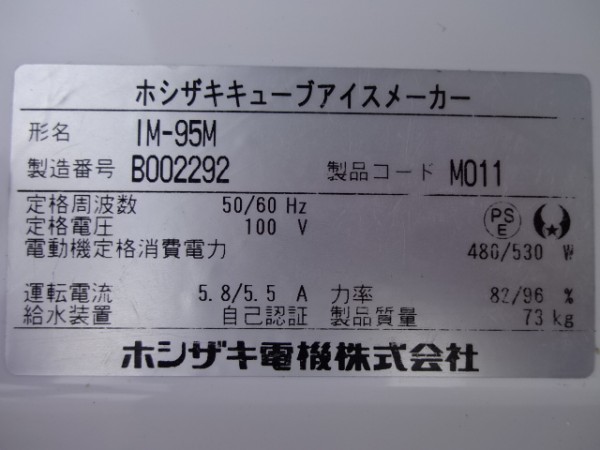 ホシザキキューブアイスメーカー
形名 IM-95M
製造番号 B002292 製品コード M011
定格周波数 50/60 Hz
定格電圧 100 V
PS
E
電動機定格消費電力 480/530 W
運転電流 5.8/5.5 A 力率 82/96 %
給水装置 自己認証 製品質量 73 kg
ホシザキ電機株式会社